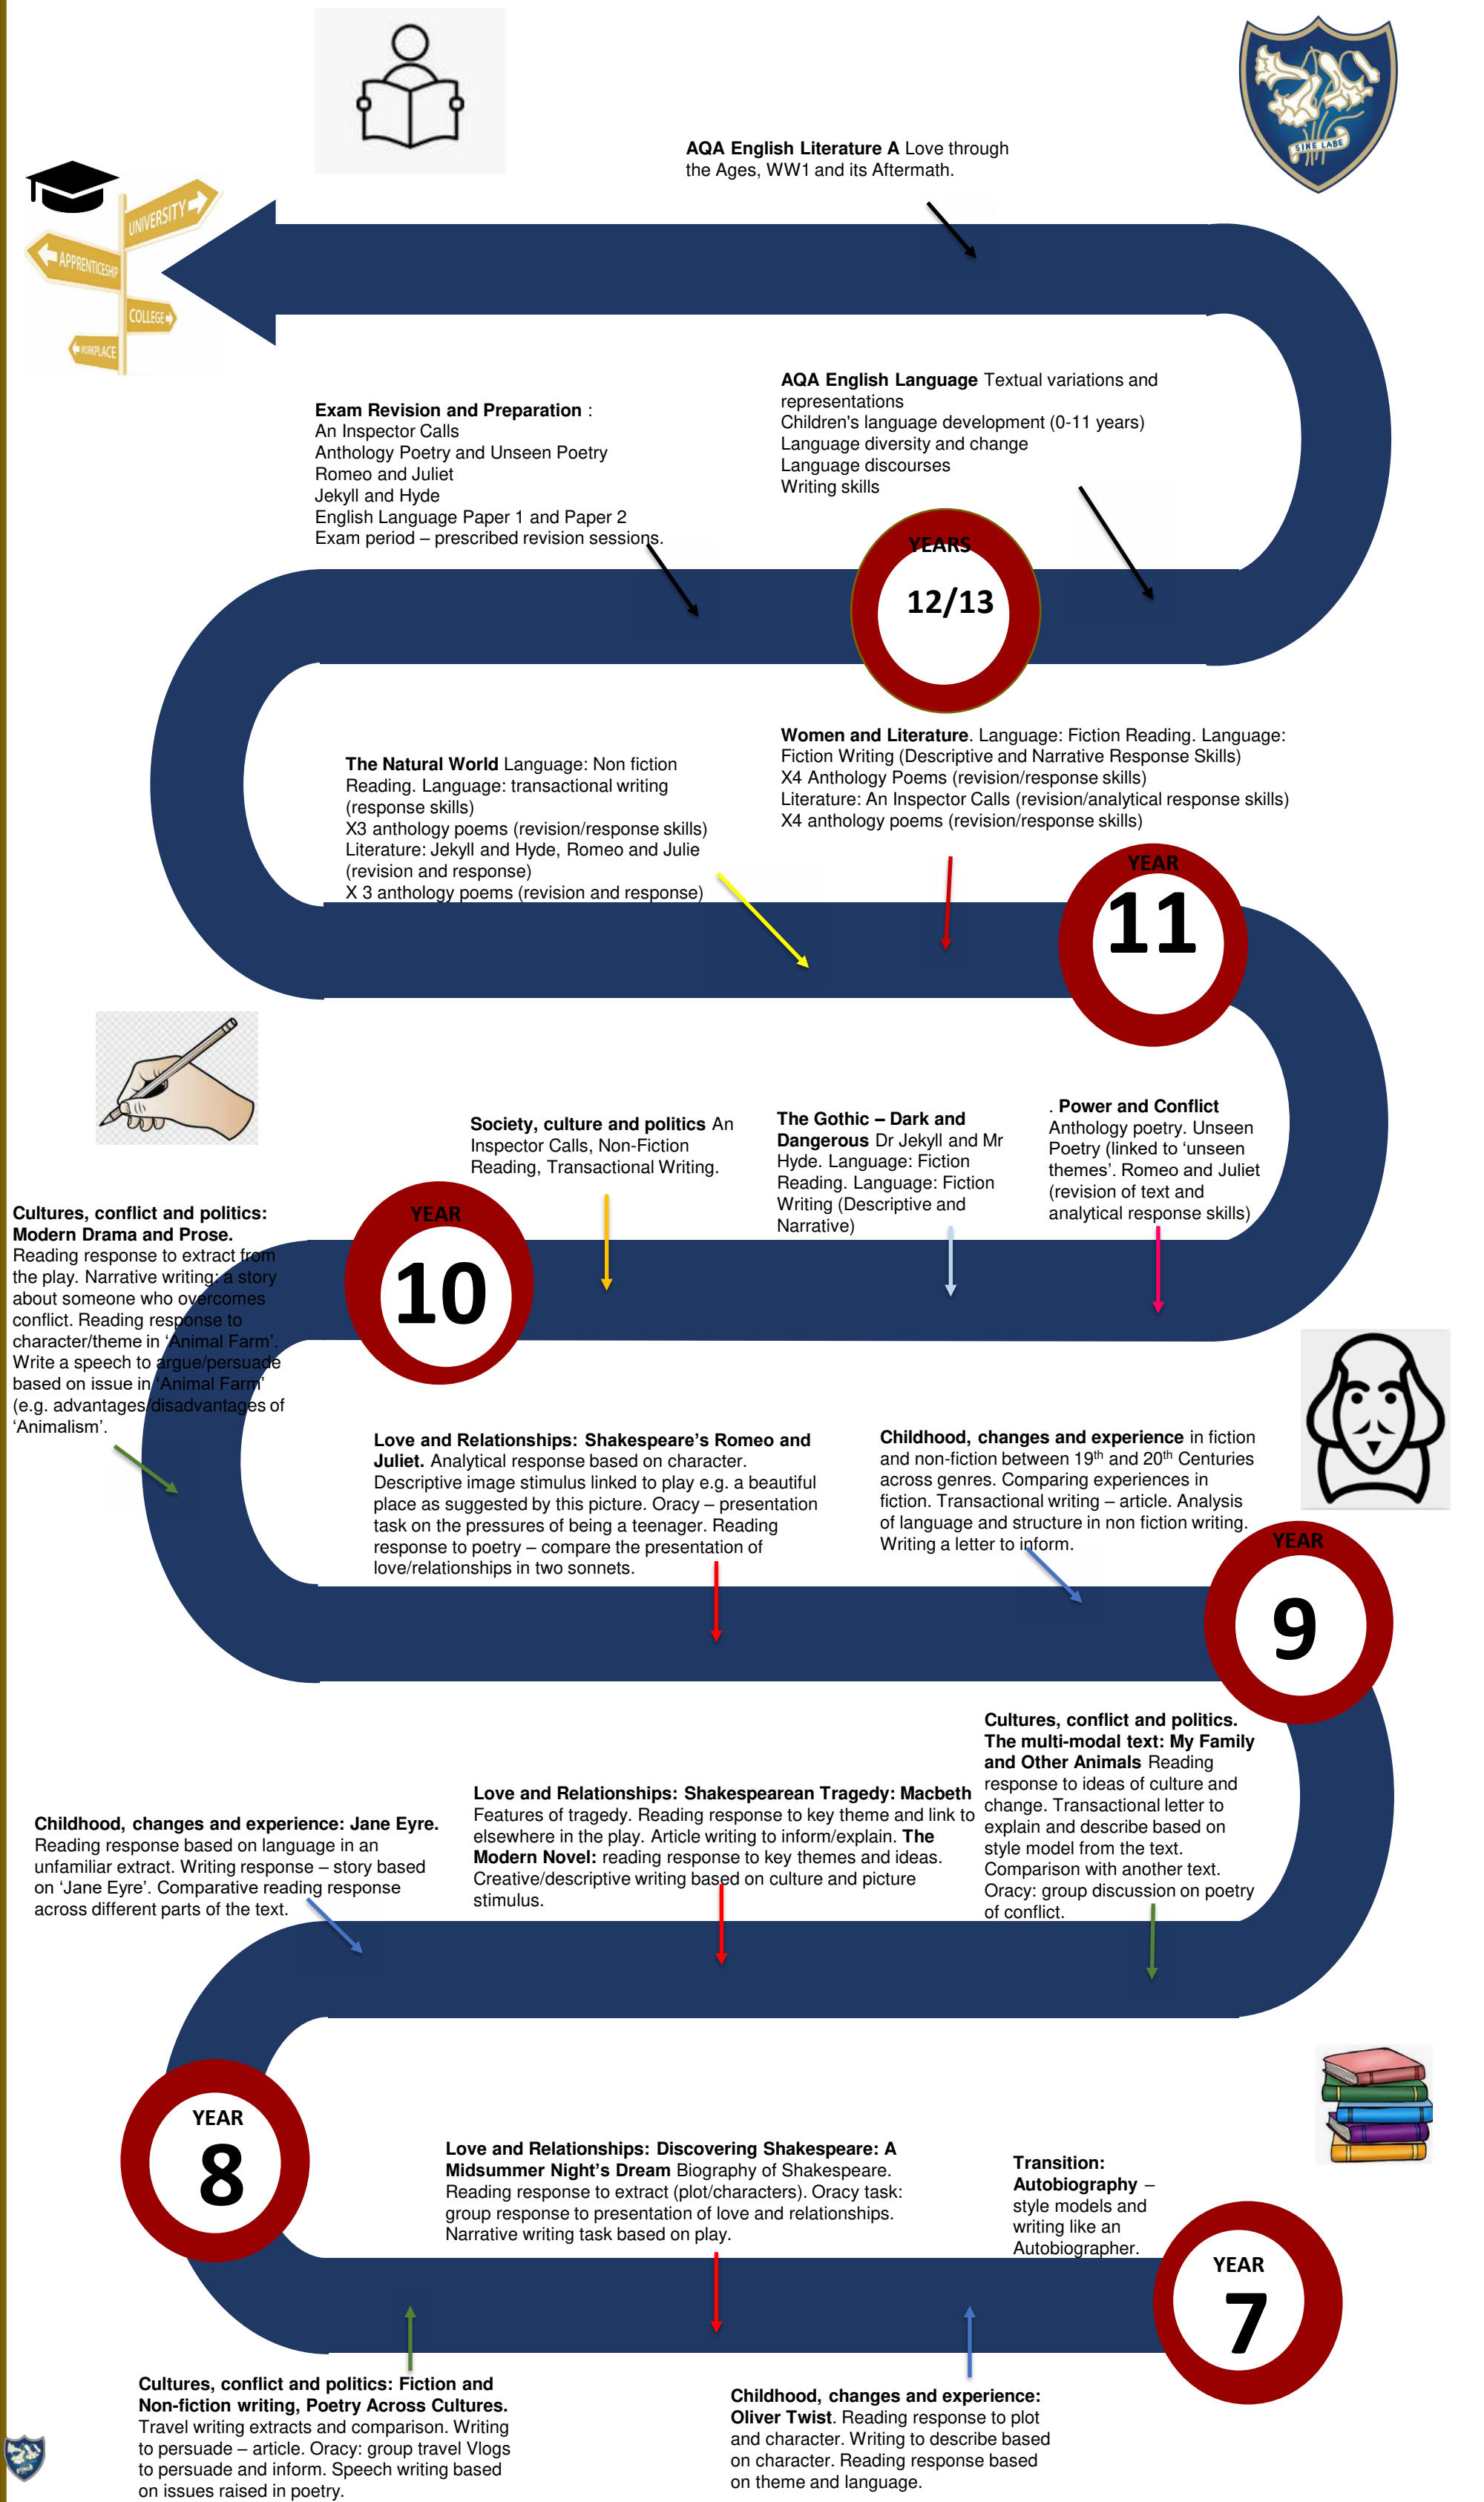 SINE LABE
AQA English Literature A Love through
the Ages, WW1 and its Aftermath.
UNIVERSITY
APPRENTICESHIP
COLLEGE
WORKPLACE
AQA English Language Textual variations and
representations
Children's language development (0-11 years)
Language diversity and change
Language discourses
Writing skills
Exam Revision and Preparation :
An Inspector Calls
Anthology Poetry and Unseen Poetry
Romeo and Juliet
Jekyll and Hyde
English Language Paper 1 and Paper 2
Exam period – prescribed revision sessions.
YEARS
12/13
Women and Literature. Language: Fiction Reading. Language:
Fiction Writing (Descriptive and Narrative Response Skills)
X4 Anthology Poems (revision/response skills)
Literature: An Inspector Calls (revision/analytical response skills)
X4 anthology poems (revision/response skills)
The Natural World Language: Non fiction
Reading. Language: transactional writing
(response skills)
X3 anthology poems (revision/response skills)
Literature: Jekyll and Hyde, Romeo and Julie
(revision and response)
X 3 anthology poems (revision and response)
YEAR
11
Society, culture and politics An
Inspector Calls, Non-Fiction
Reading, Transactional Writing.
The Gothic – Dark and
Dangerous Dr Jekyll and Mr
Hyde. Language: Fiction
Reading. Language: Fiction
Writing (Descriptive and
Narrative)
. Power and Conflict
Anthology poetry. Unseen
Poetry (linked to ‘unseen
themes’. Romeo and Juliet
(revision of text and
analytical response skills)
YEAR
10
Cultures, conflict and politics:
Modern Drama and Prose.
Reading response to extract from
the play. Narrative writing: a story
about someone who overcomes
conflict. Reading response to
character/theme in ‘Animal Farm’.
Write a speech to argue/persuade
based on issue in ‘Animal Farm’
(e.g. advantages/disadvantages of
‘Animalism’.
Love and Relationships: Shakespeare’s Romeo and
Juliet. Analytical response based on character.
Descriptive image stimulus linked to play e.g. a beautiful
place as suggested by this picture. Oracy – presentation
task on the pressures of being a teenager. Reading
response to poetry – compare the presentation of
love/relationships in two sonnets.
Childhood, changes and experience in fiction
and non-fiction between 19th and 20th Centuries
across genres. Comparing experiences in
fiction. Transactional writing – article. Analysis
of language and structure in non fiction writing.
Writing a letter to inform.
YEAR
9
Cultures, conflict and politics.
The multi-modal text: My Family
and Other Animals Reading
response to ideas of culture and
change. Transactional letter to
explain and describe based on
style model from the text.
Comparison with another text.
Oracy: group discussion on poetry
of conflict.
Love and Relationships: Shakespearean Tragedy: Macbeth
Features of tragedy. Reading response to key theme and link to
elsewhere in the play. Article writing to inform/explain. The
Modern Novel: reading response to key themes and ideas.
Creative/descriptive writing based on culture and picture
stimulus.
Childhood, changes and experience: Jane Eyre.
Reading response based on language in an
unfamiliar extract. Writing response – story based
on ‘Jane Eyre’. Comparative reading response
across different parts of the text.
YEAR
8
Love and Relationships: Discovering Shakespeare: A
Midsummer Night’s Dream Biography of Shakespeare.
Reading response to extract (plot/characters). Oracy task:
group response to presentation of love and relationships.
Narrative writing task based on play.
Transition:
Autobiography –
style models and
writing like an
Autobiographer.
YEAR
7
Cultures, conflict and politics: Fiction and
Non-fiction writing, Poetry Across Cultures.
Travel writing extracts and comparison. Writing
to persuade – article. Oracy: group travel Vlogs
to persuade and inform. Speech writing based
on issues raised in poetry.
Childhood, changes and experience:
Oliver Twist. Reading response to plot
and character. Writing to describe based
on character. Reading response based
on theme and language.